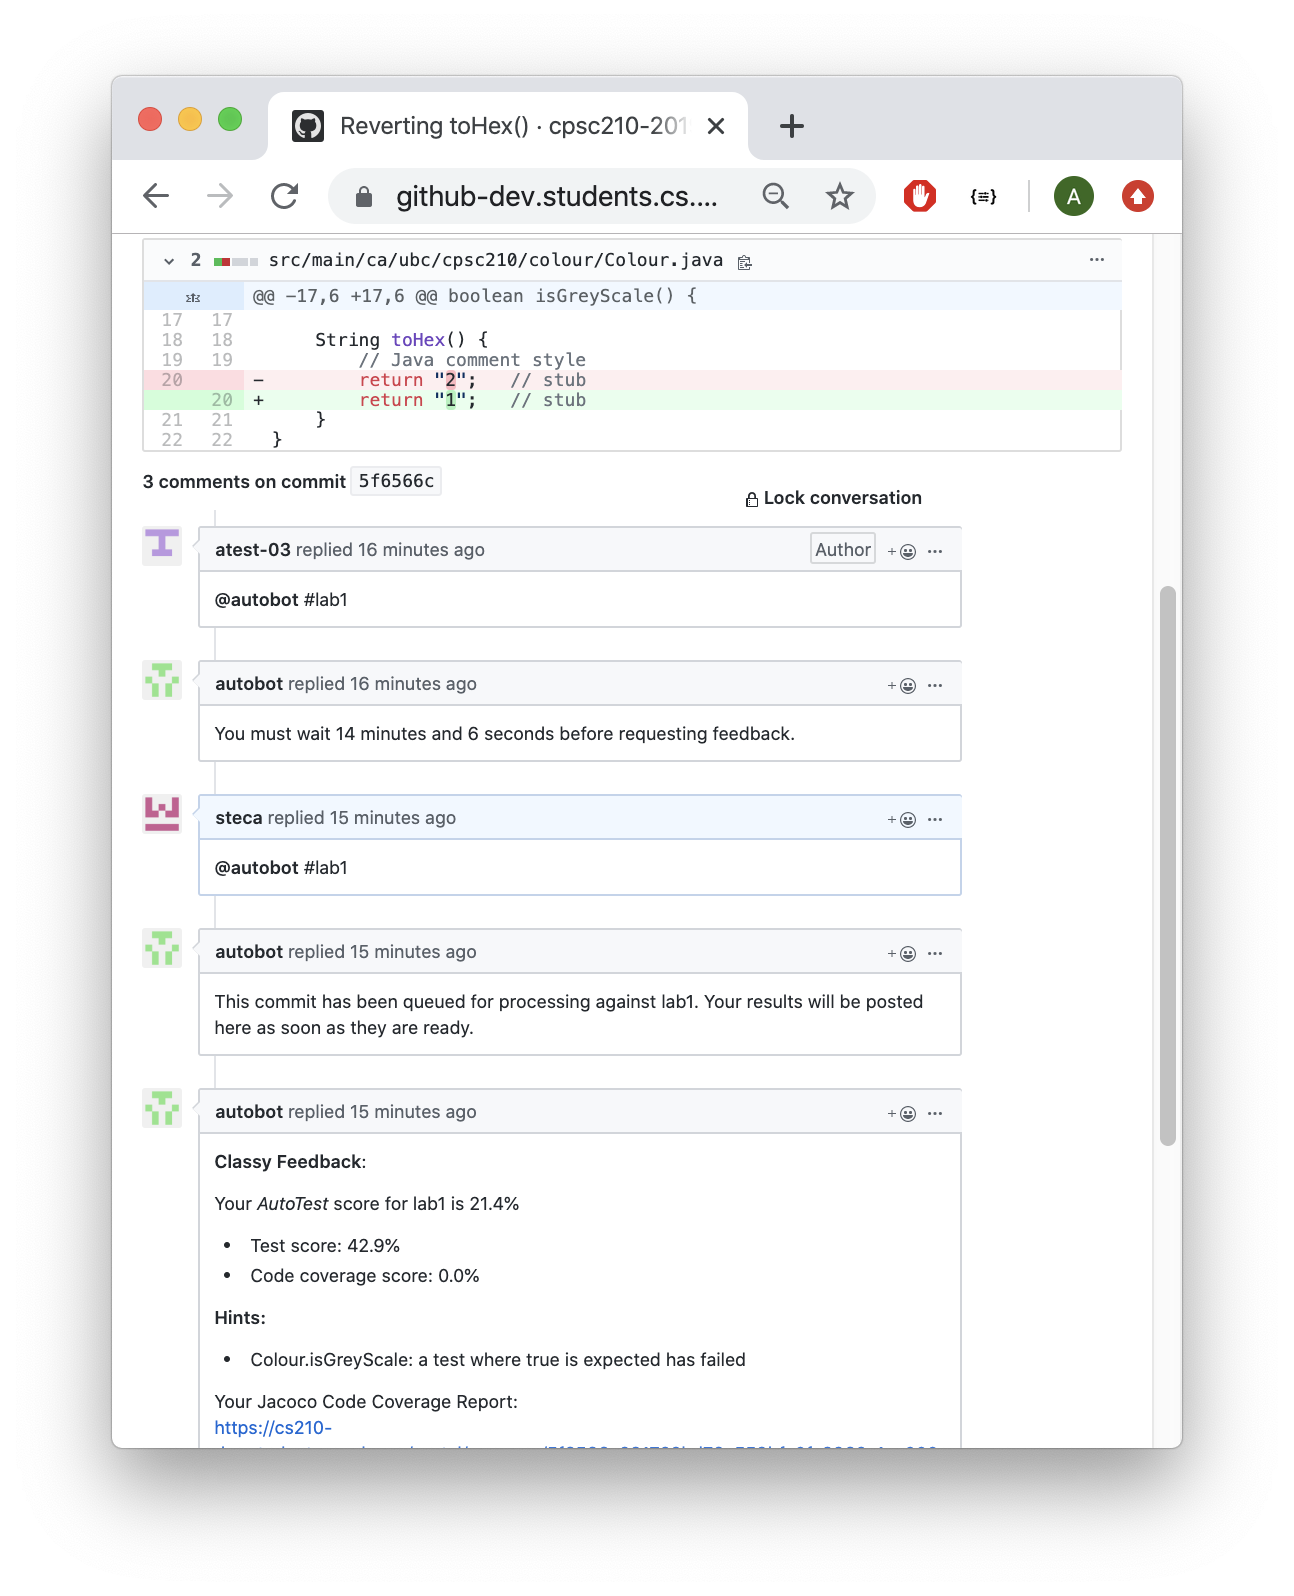 Reverting toHex() · cpsc210-201
github-dev.students.cs....
A
2 src/main/ca/ubc/cpsc210/colour/Colour.java
@@ -17,6 +17,6 @@ boolean isGreyScale() {
17 17
18 18 String toHex() {
19 19 // Java comment style
20 - return "2"; // stub
20 + return "1"; // stub
21 21 }
22 22 }
3 comments on commit 5f6566c
Lock conversation
atest-03 replied 16 minutes ago Author
@autobot #lab1
autobot replied 16 minutes ago
You must wait 14 minutes and 6 seconds before requesting feedback.
steca replied 15 minutes ago
@autobot #lab1
autobot replied 15 minutes ago
This commit has been queued for processing against lab1. Your results will be posted
here as soon as they are ready.
autobot replied 15 minutes ago
Classy Feedback:
Your AutoTest score for lab1 is 21.4%
• Test score: 42.9%
• Code coverage score: 0.0%
Hints:
• Colour.isGreyScale: a test where true is expected has failed
Your Jacoco Code Coverage Report:
https://cs210-